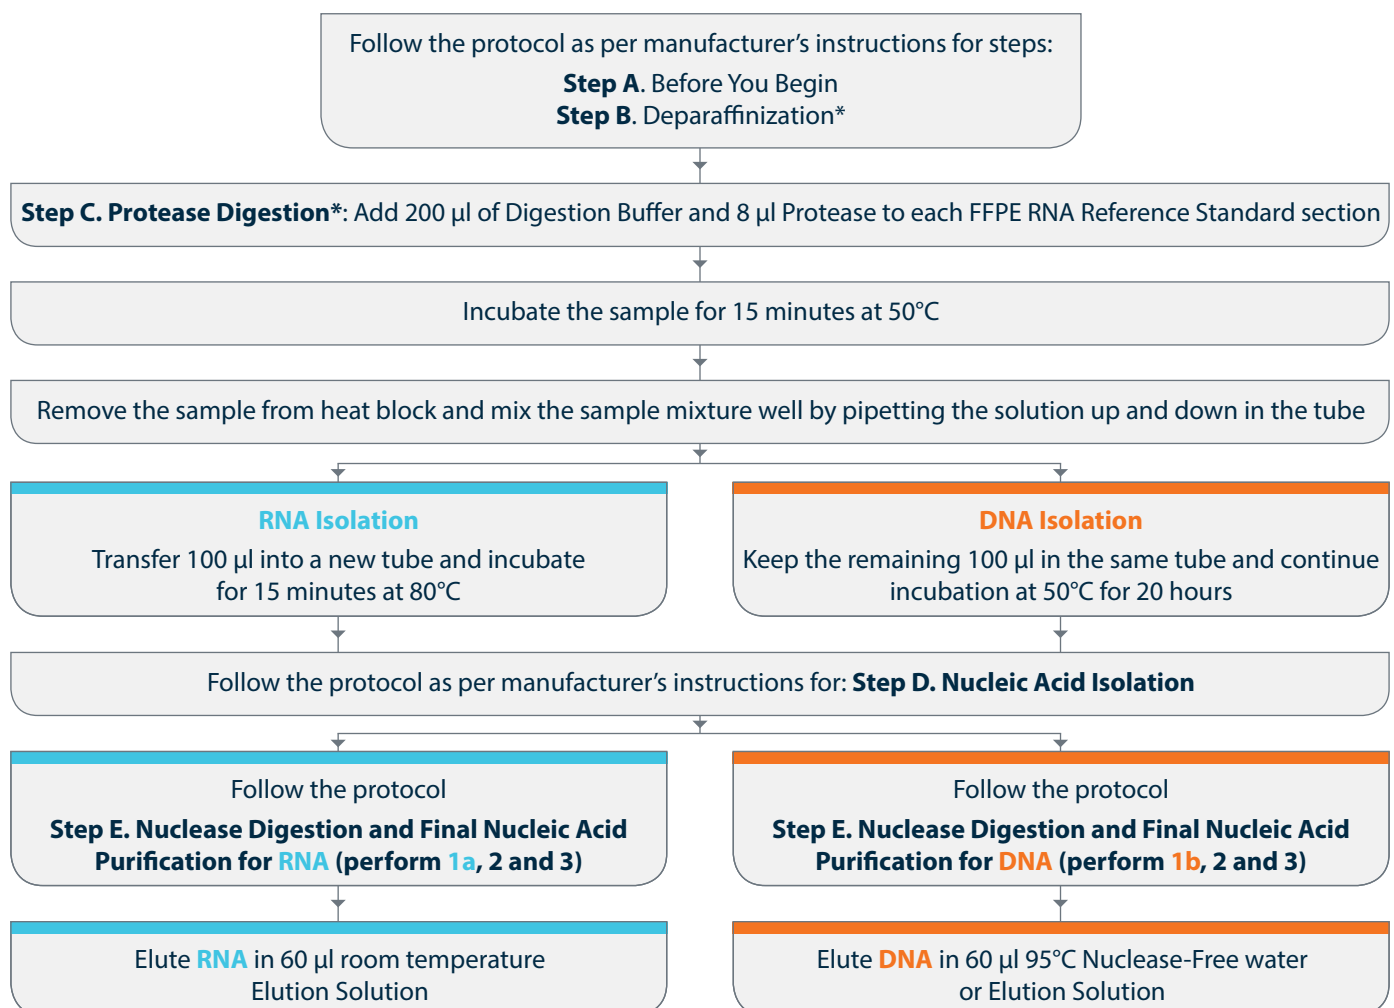 Follow the protocol as per manufacturer’s instructions for steps:
Step A. Before You Begin
Step B. Deparaffinization*
Step C. Protease Digestion*: Add 200 µl of Digestion Buffer and 8 µl Protease to each FFPE RNA Reference Standard section
Incubate the sample for 15 minutes at 50°C
Remove the sample from heat block and mix the sample mixture well by pipetting the solution up and down in the tube
RNA Isolation
Transfer 100 µl into a new tube and incubate
for 15 minutes at 80°C
DNA Isolation
Keep the remaining 100 µl in the same tube and continue
incubation at 50°C for 20 hours
Follow the protocol as per manufacturer’s instructions for: Step D. Nucleic Acid Isolation
Follow the protocol
Step E. Nuclease Digestion and Final Nucleic Acid
Purification for RNA (perform 1a, 2 and 3)
Follow the protocol
Step E. Nuclease Digestion and Final Nucleic Acid
Purification for DNA (perform 1b, 2 and 3)
Elute RNA in 60 µl room temperature
Elution Solution
Elute DNA in 60 µl 95°C Nuclease-Free water
or Elution Solution